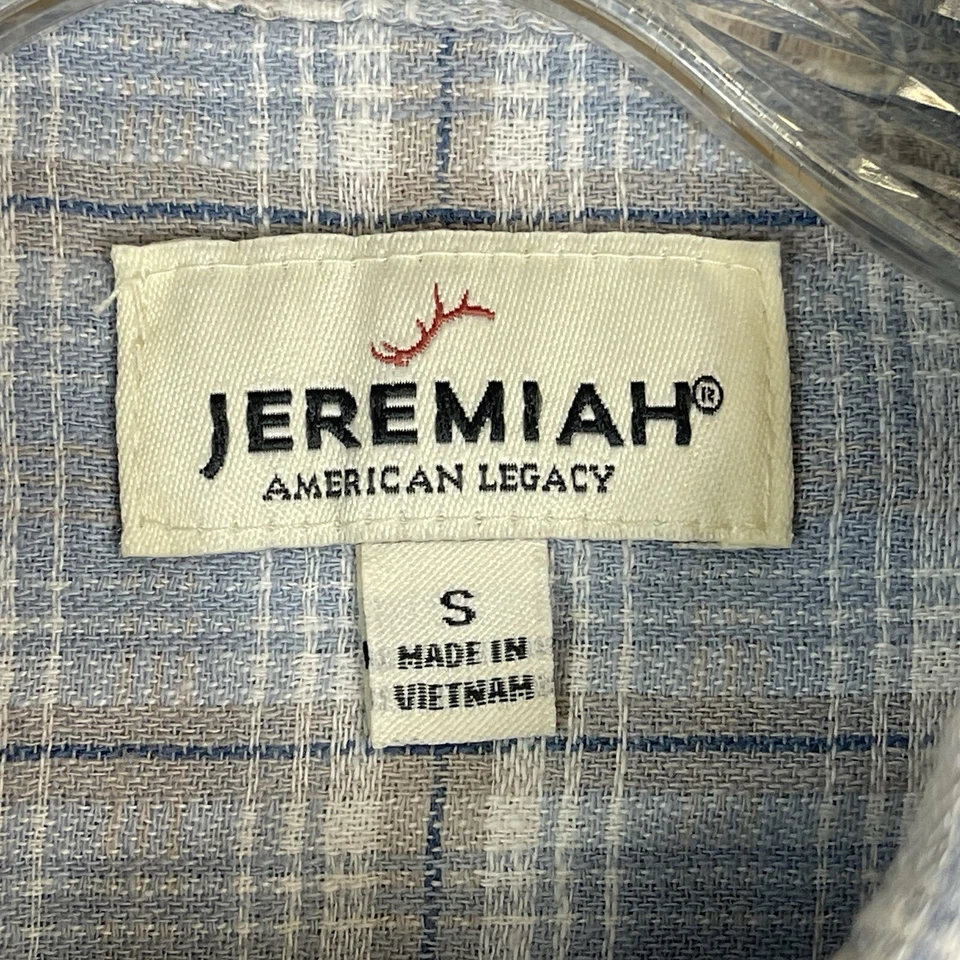 JEREMIAH®
AMERICAN LEGACY
S
MADE IN
VIETNAM